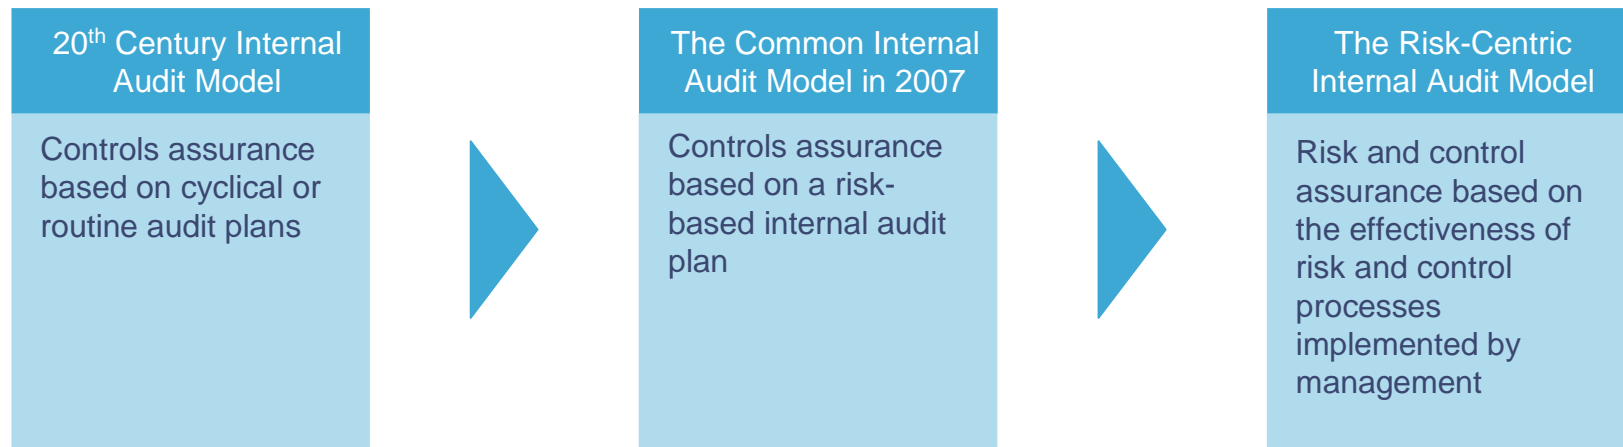 20th Century Internal
Audit Model
Controls assurance
based on cyclical or
routine audit plans
The Common Internal
Audit Model in 2007
Controls assurance
based on a risk-
based internal audit
plan
The Risk-Centric
Internal Audit Model
Risk and control
assurance based on
the effectiveness of
risk and control
processes
implemented by
management